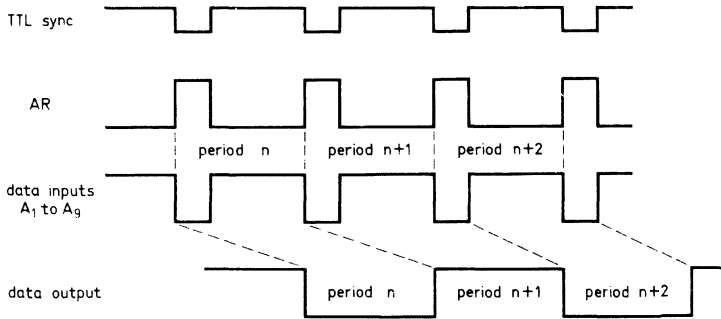 TTL sync
AR
period n
period n+1
period n+2
data inputs
A₁ to A₉
data output
period n
period n+1
period n+2